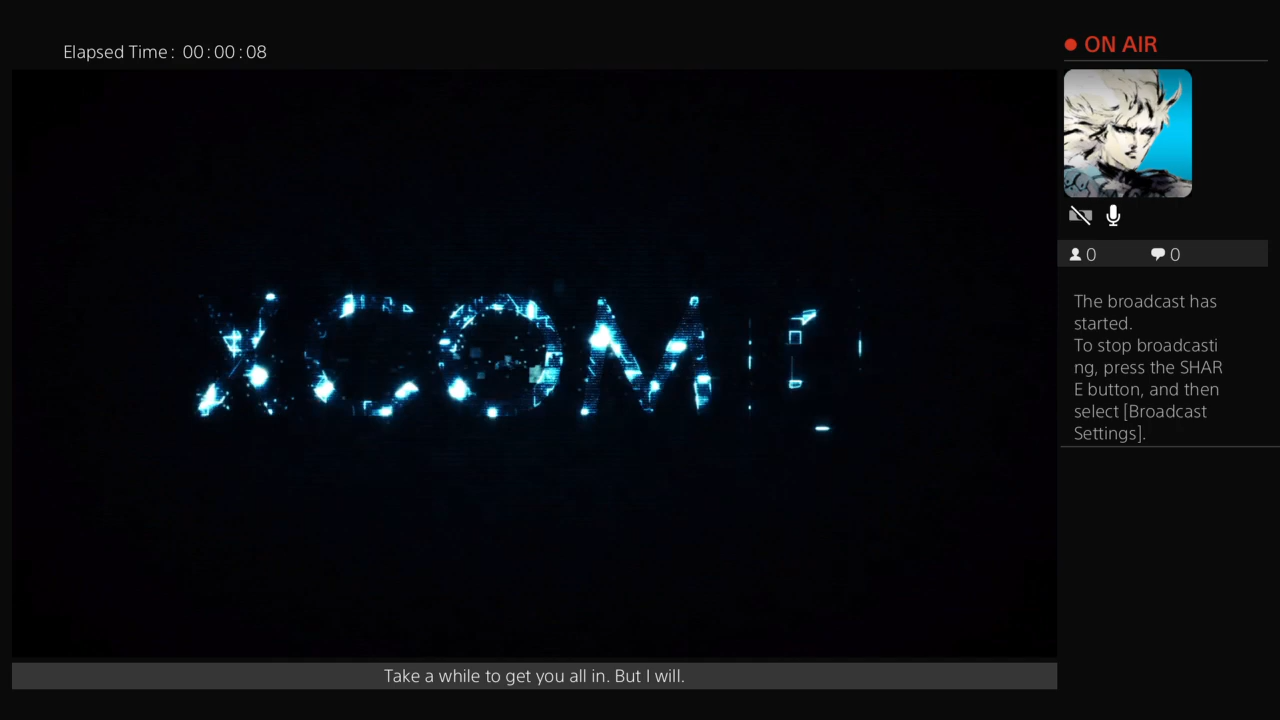 Elapsed Time: 00:00:08
ON AIR
XCOM
0
0
The broadcast has
started.
To stop broadcasti
ng, press the SHAR
E button, and then
select [Broadcast
Settings].
Take a while to get you all in. But I will.